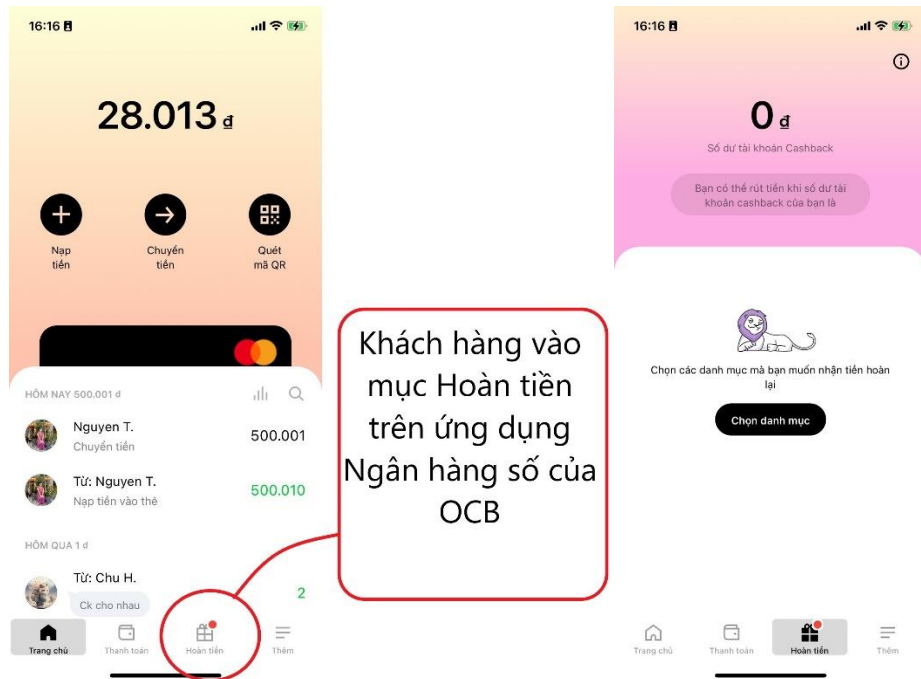 16:16
28.013 đ
Nạp
tiền
Chuyển
tiền
Quét
mã QR
HÔM NAY 500.001 đ
Nguyen T.
500.001
Chuyển tiền
Từ: Nguyen T.
500.010
Nạp tiền vào thẻ
HÔM QUA 1 đ
Từ: Chu H.
2
Ck cho nhau
Trang chủ
Thanh toán
Hoàn tiền
Thêm
Khách hàng vào
mục Hoàn tiền
trên ứng dụng
Ngân hàng số của
OCB
16:16
0 đ
Số dư tài khoản Cashback
Bạn có thể rút tiền khi số dư tài
khoản cashback của bạn là
Chọn các danh mục mà bạn muốn nhận tiền hoàn
lại
Chọn danh mục
Trang chủ
Thanh toán
Hoàn tiền
Thêm